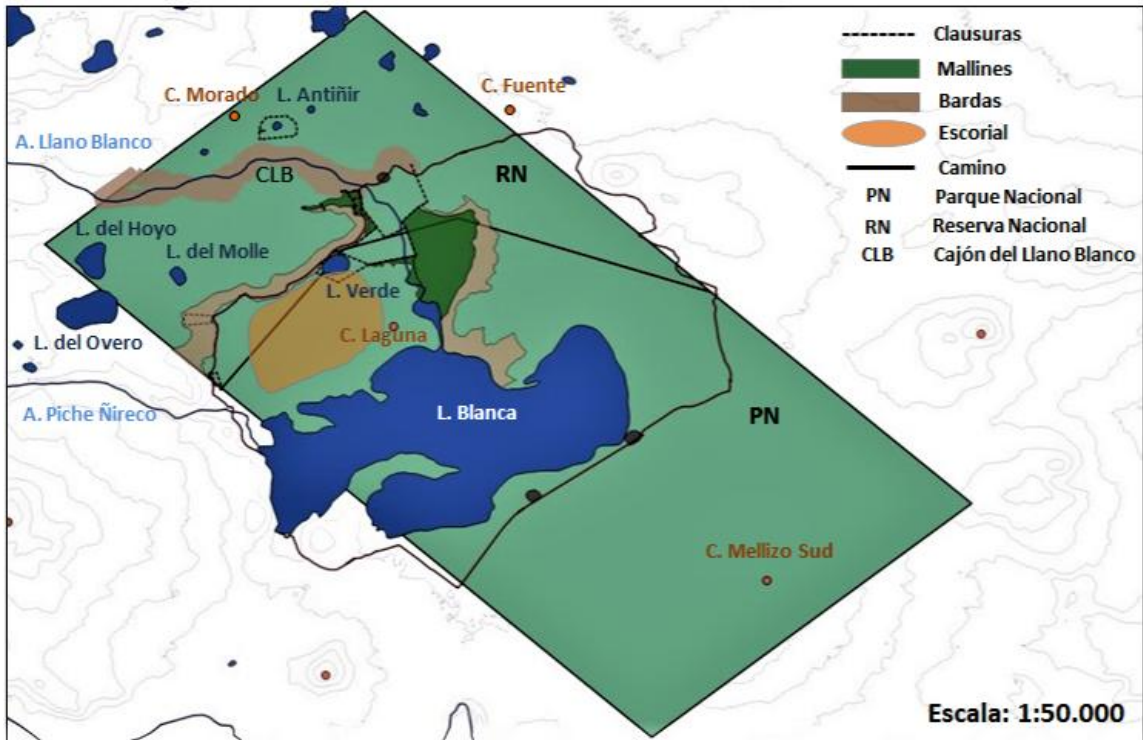 Clausuras
Mallines
Bardas
Escorial
Camino
PN Parque Nacional
RN Reserva Nacional
CLB Cajón del Llano Blanco
C. Morado
L. Antiñir
C. Fuente
A. Llano Blanco
CLB
RN
L. del Hoyo
L. del Molle
L. Verde
C. Laguna
L. del Overo
A. Piche Ñireco
L. Blanca
PN
C. Mellizo Sud
Escala: 1:50.000